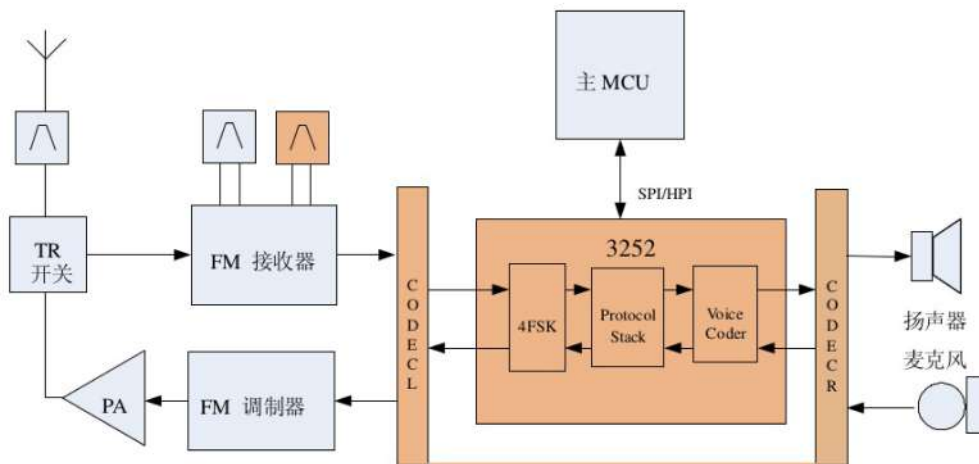 主 MCU
SPI/HPI
TR
开关
FM 接收器
C
O
D
E
C
L
3252
4FSK
Protocol
Stack
Voice
Coder
C
O
D
E
C
R
扬声器
麦克风
PA
FM 调制器